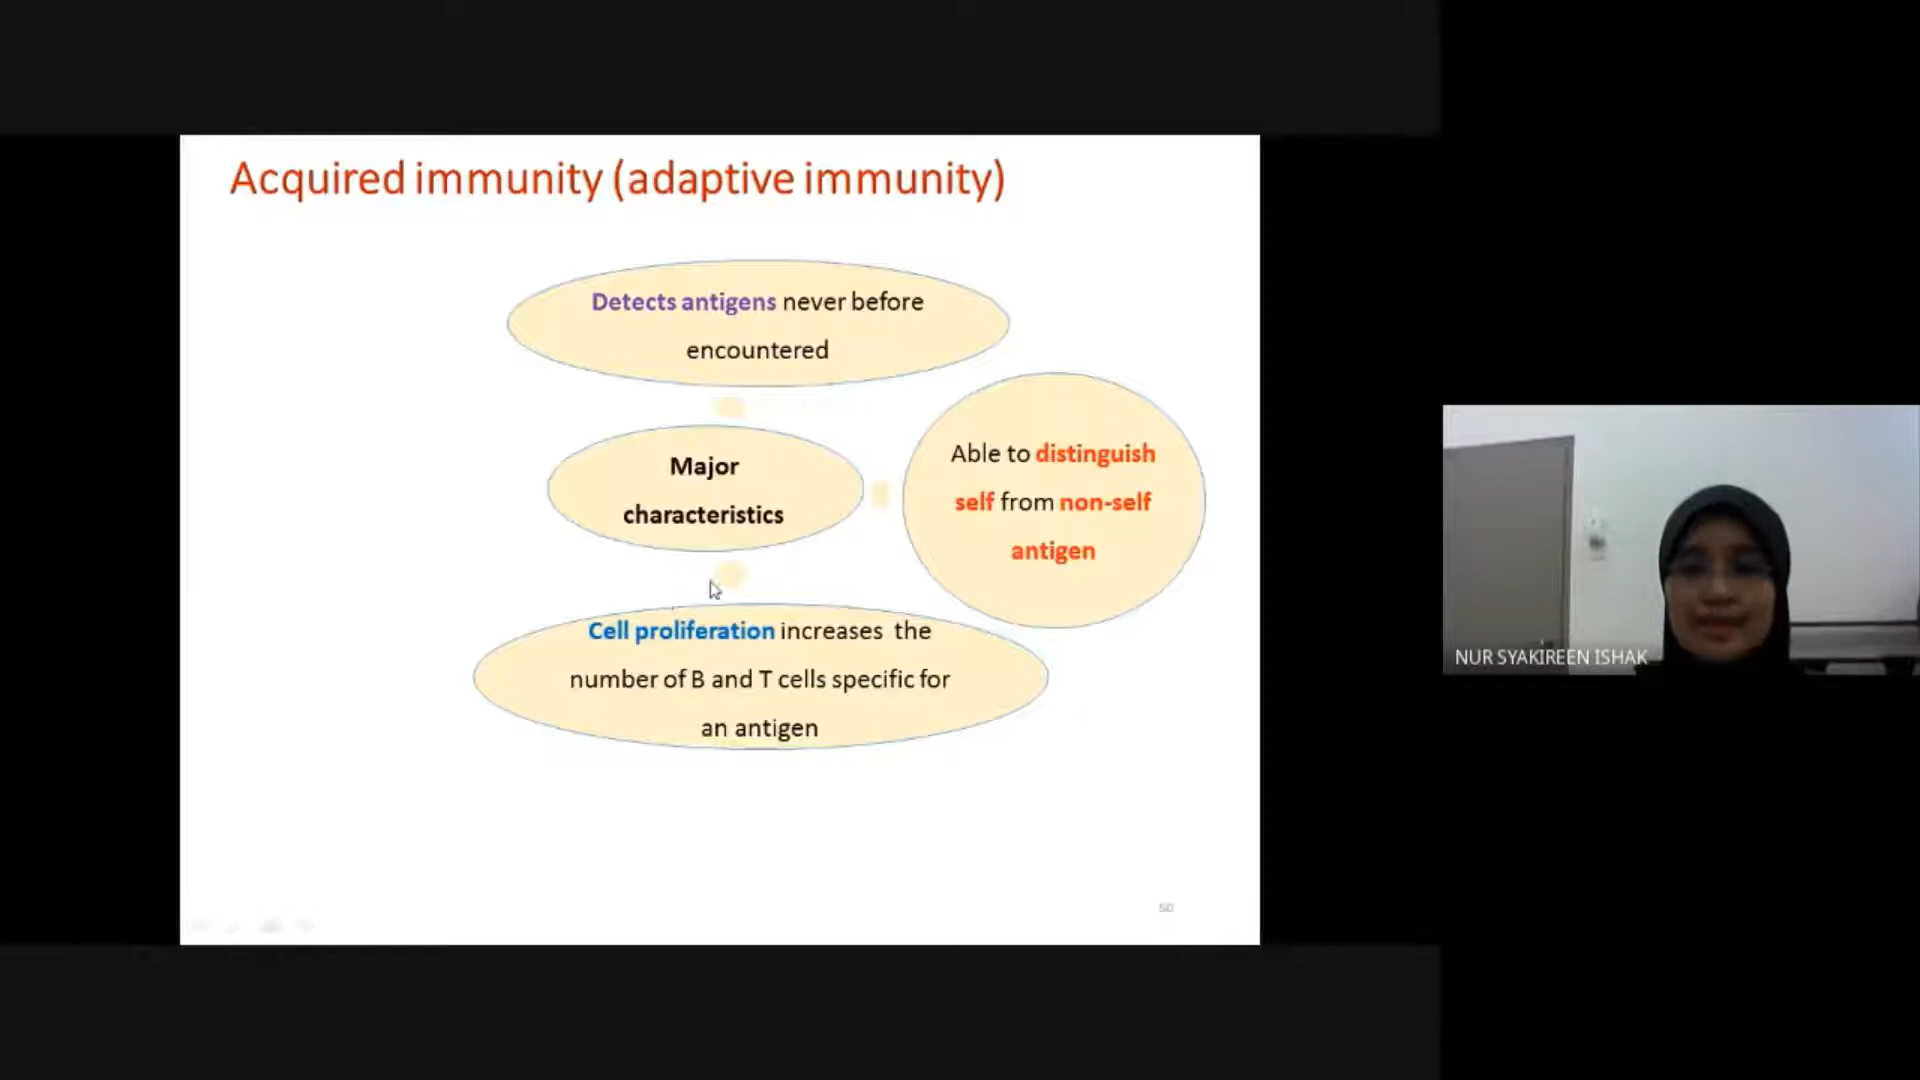 Acquired immunity (adaptive immunity)
Detects antigens never before
encountered
Major
characteristics
Able to distinguish
self from non-self
antigen
Cell proliferation increases the
number of B and T cells specific for
an antigen
50
NUR SYAKIREEN ISHAK